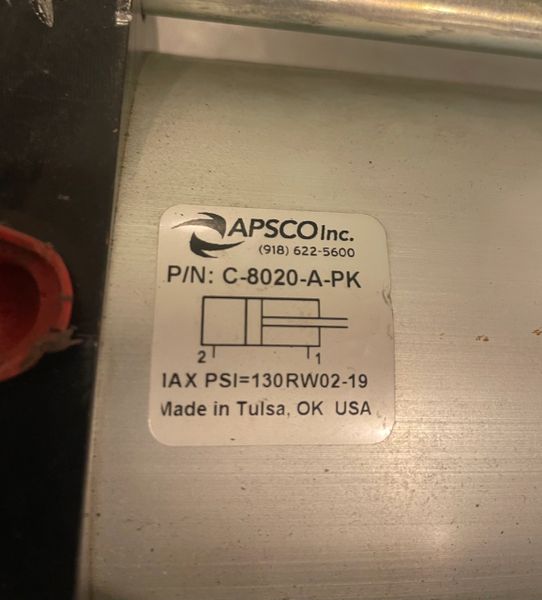 APSCO Inc.
(918) 622-5600
P/N: C-8020-A-PK
2 1
IAX PSI=130RW02-19
Made in Tulsa, OK USA